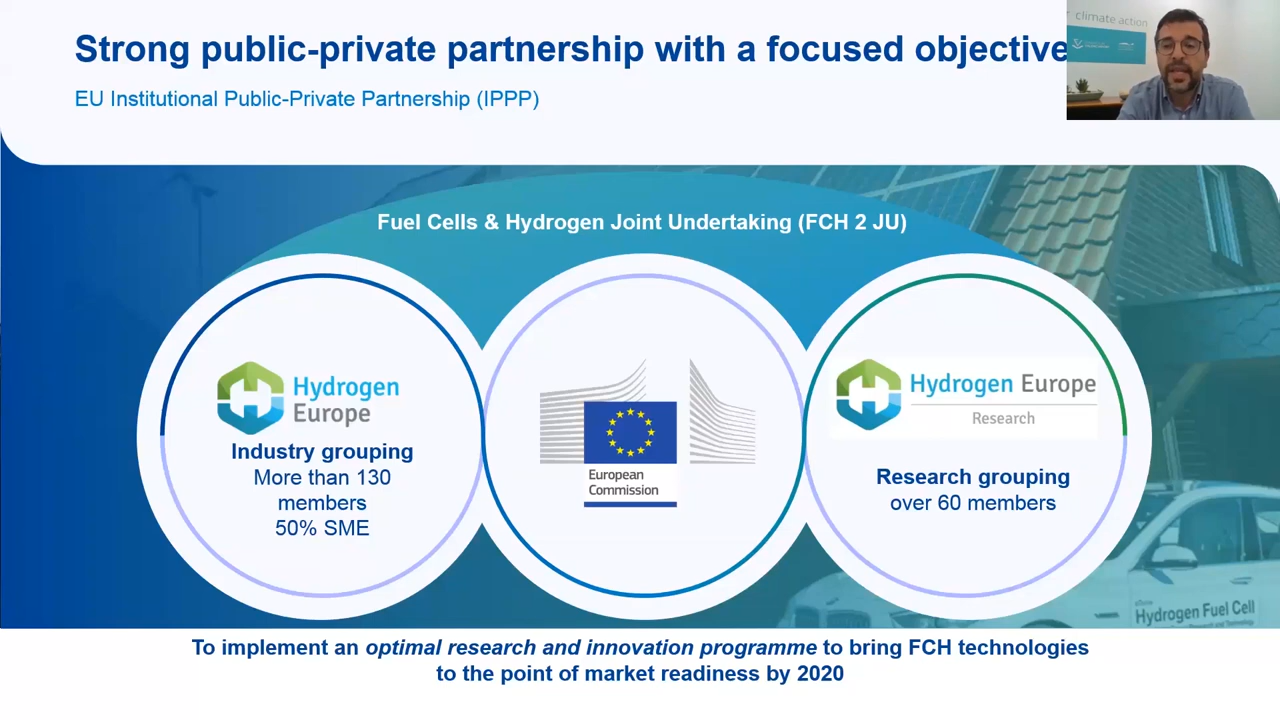 Strong public-private partnership with a focused objective
climate action
EU Institutional Public-Private Partnership (IPPP)
Fuel Cells & Hydrogen Joint Undertaking (FCH 2 JU)
Hydrogen
Europe
Industry grouping
More than 130
members
50% SME
European
Commission
Hydrogen Europe
Research
Research grouping
over 60 members
Hydrogen Fuel Cell
To implement an optimal research and innovation programme to bring FCH technologies
to the point of market readiness by 2020